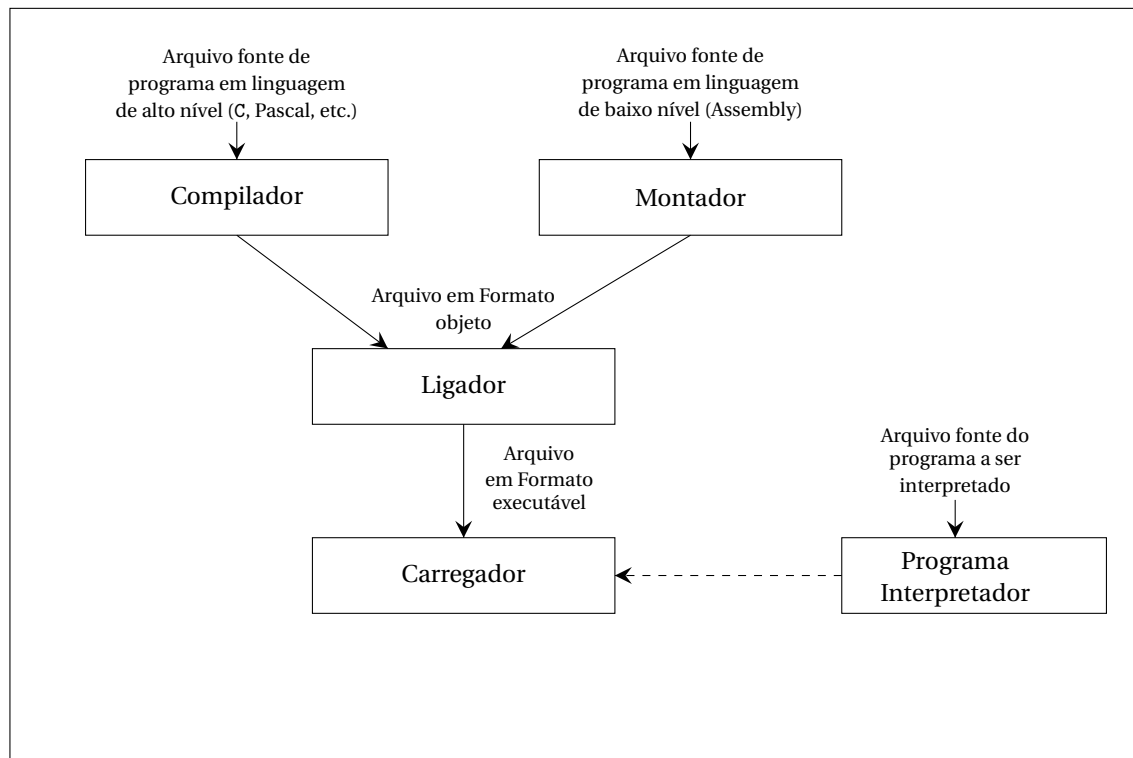 Arquivo fonte de
programa em linguagem
de alto nível (C, Pascal, etc.)
Arquivo fonte de
programa em linguagem
de baixo nível (Assembly)
Compilador
Montador
Arquivo em Formato
objeto
Ligador
Arquivo
em Formato
executável
Arquivo fonte do
programa a ser
interpretado
Carregador
Programa
Interpretador